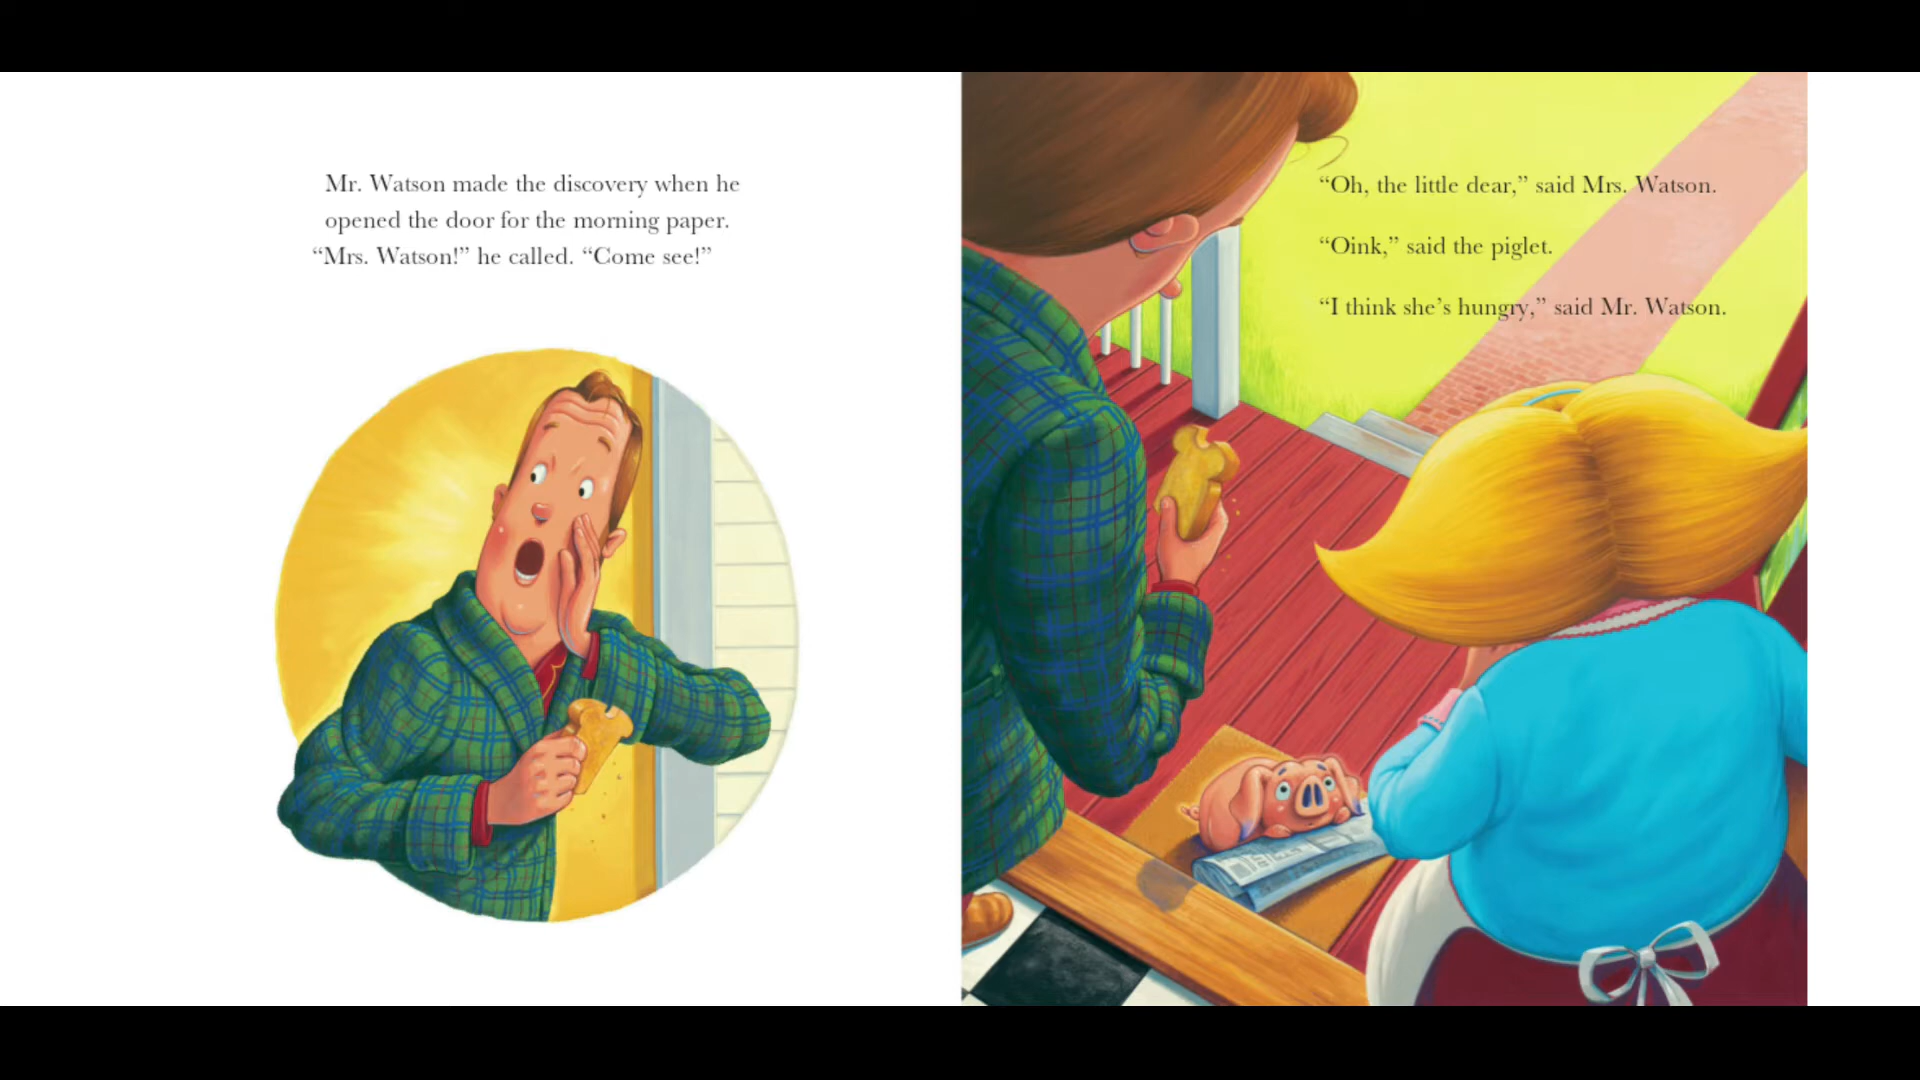 Mr. Watson made the discovery when he
opened the door for the morning paper.
“Mrs. Watson!” he called. “Come see!”
“Oh, the little dear,” said Mrs. Watson.
“Oink,” said the piglet.
“I think she’s hungry,” said Mr. Watson.